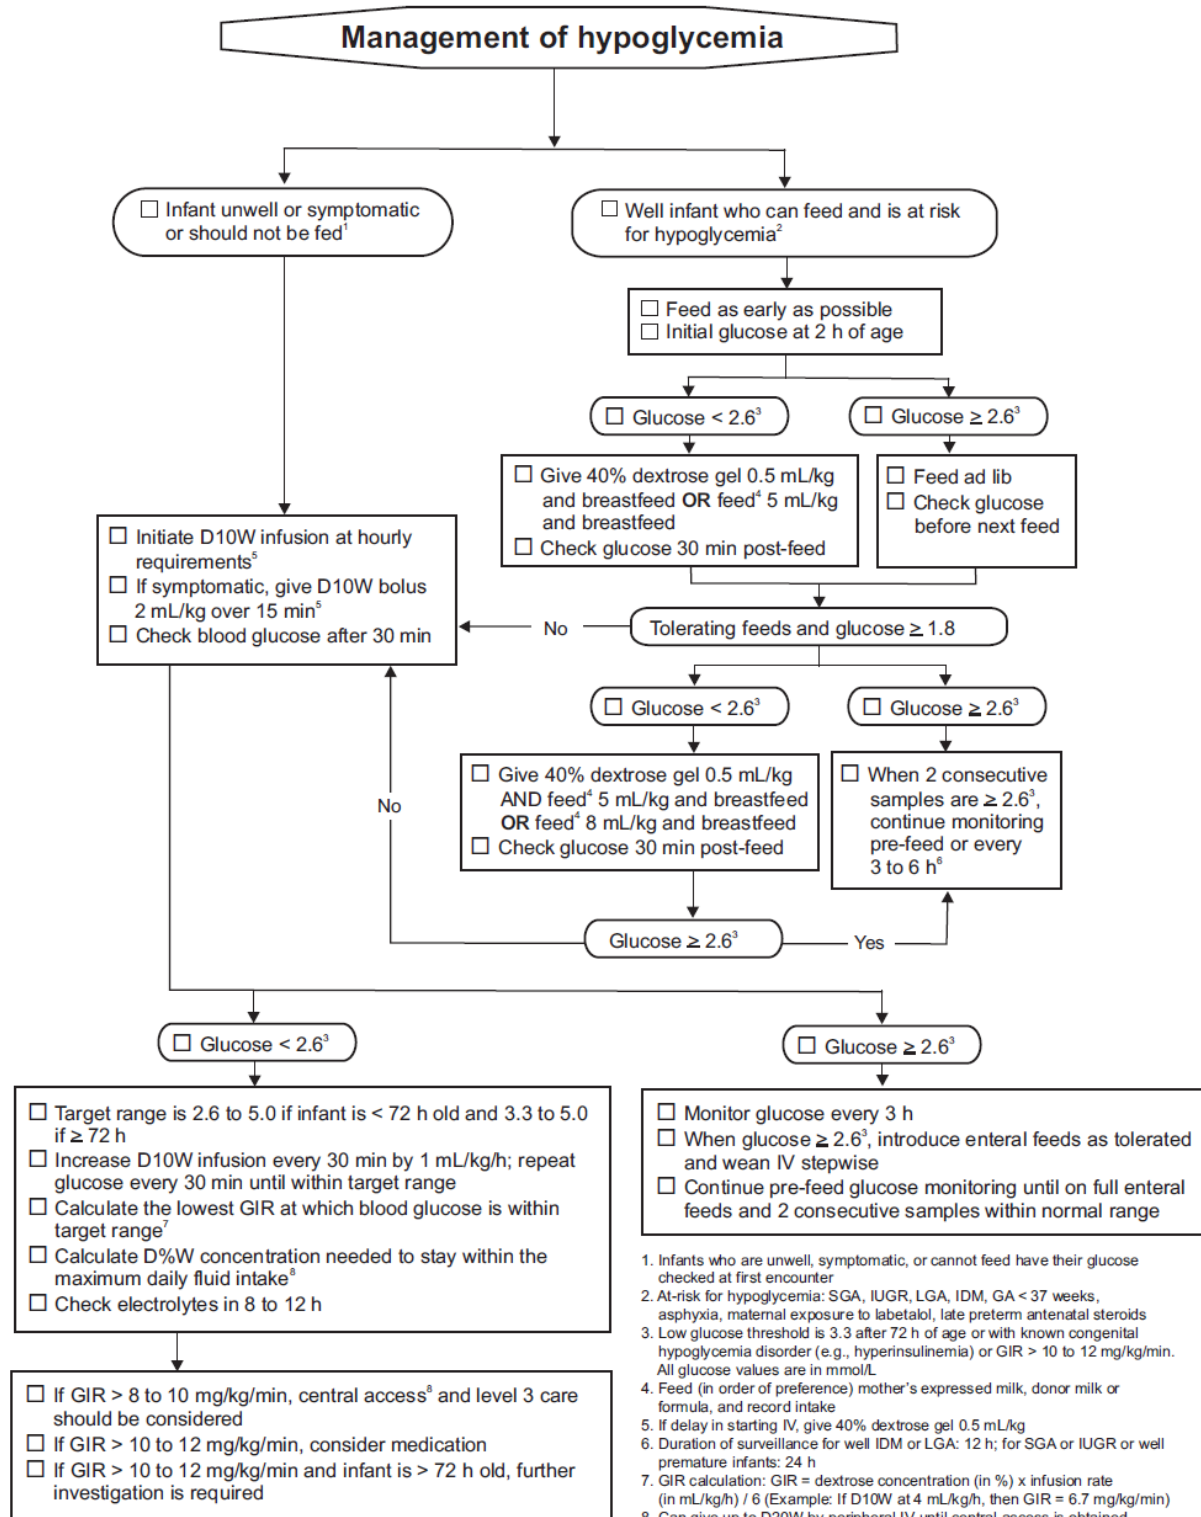 Management of hypoglycemia
☐ Infant unwell or symptomatic
or should not be fed¹
☐ Well infant who can feed and is at risk
for hypoglycemia²
☐ Feed as early as possible
☐ Initial glucose at 2 h of age
☐ Glucose < 2.6³
☐ Glucose ≥ 2.6³
☐ Give 40% dextrose gel 0.5 mL/kg
and breastfeed OR feed⁴ 5 mL/kg
and breastfeed
☐ Check glucose 30 min post-feed
☐ Feed ad lib
☐ Check glucose
before next feed
☐ Initiate D10W infusion at hourly
requirements⁵
☐ If symptomatic, give D10W bolus
2 mL/kg over 15 min⁵
☐ Check blood glucose after 30 min
No
Tolerating feeds and glucose ≥ 1.8
☐ Glucose < 2.6³
☐ Glucose ≥ 2.6³
☐ Give 40% dextrose gel 0.5 mL/kg
AND feed⁴ 5 mL/kg and breastfeed
OR feed⁴ 8 mL/kg and breastfeed
☐ Check glucose 30 min post-feed
☐ When 2 consecutive
samples are ≥ 2.6³,
continue monitoring
pre-feed or every
3 to 6 h⁶
No
Glucose ≥ 2.6³
Yes
☐ Glucose < 2.6³
☐ Glucose ≥ 2.6³
☐ Target range is 2.6 to 5.0 if infant is < 72 h old and 3.3 to 5.0
if ≥ 72 h
☐ Increase D10W infusion every 30 min by 1 mL/kg/h; repeat
glucose every 30 min until within target range
☐ Calculate the lowest GIR at which blood glucose is within
target range⁷
☐ Calculate D%W concentration needed to stay within the
maximum daily fluid intake⁸
☐ Check electrolytes in 8 to 12 h
☐ Monitor glucose every 3 h
☐ When glucose ≥ 2.6³, introduce enteral feeds as tolerated
and wean IV stepwise
☐ Continue pre-feed glucose monitoring until on full enteral
feeds and 2 consecutive samples within normal range
☐ If GIR > 8 to 10 mg/kg/min, central access⁸ and level 3 care
should be considered
☐ If GIR > 10 to 12 mg/kg/min, consider medication
☐ If GIR > 10 to 12 mg/kg/min and infant is > 72 h old, further
investigation is required
1. Infants who are unwell, symptomatic, or cannot feed have their glucose
checked at first encounter
2. At-risk for hypoglycemia: SGA, IUGR, LGA, IDM, GA < 37 weeks,
asphyxia, maternal exposure to labetalol, late preterm antenatal steroids
3. Low glucose threshold is 3.3 after 72 h of age or with known congenital
hypoglycemia disorder (e.g., hyperinsulinemia) or GIR > 10 to 12 mg/kg/min.
All glucose values are in mmol/L
4. Feed (in order of preference) mother's expressed milk, donor milk or
formula, and record intake
5. If delay in starting IV, give 40% dextrose gel 0.5 mL/kg
6. Duration of surveillance for well IDM or LGA: 12 h; for SGA or IUGR or well
premature infants: 24 h
7. GIR calculation: GIR = dextrose concentration (in %) x infusion rate
(in mL/kg/h) / 6 (Example: If D10W at 4 mL/kg/h, then GIR = 6.7 mg/kg/min)
8. Can give up to D20W by peripheral IV until central access is obtained